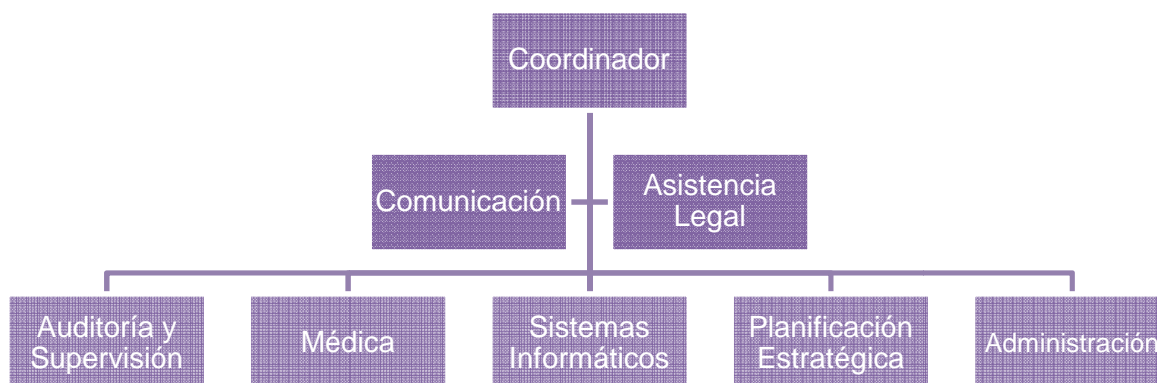 Coordinador
Comunicación
Asistencia
Legal
Auditoría y
Supervisión
Médica
Sistemas
Informáticos
Planificación
Estratégica
Administración